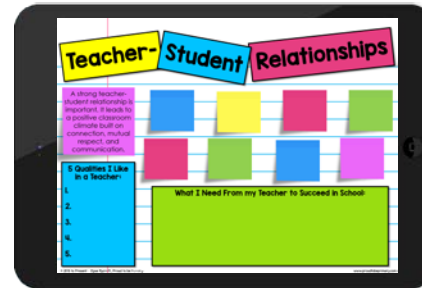 Teacher- Student Relationships
A strong teacher-
student relationship is
important. It leads to
a positive classroom
climate built on
connection, mutual
respect, and
communication.
5 Qualities I Like
in a Teacher:
1.
2.
3.
4.
5.
What I Need From my Teacher to Succeed in School: